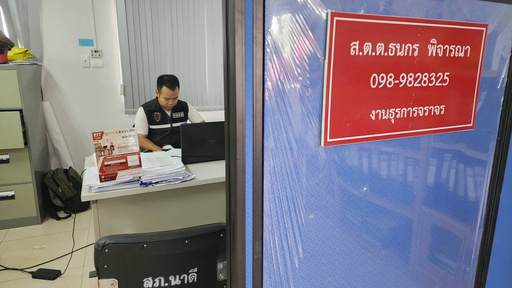 ส.ต.ต.ธนกร พิจารณา
098-9828325
งานธุรการจราจร
สภ.นาดี